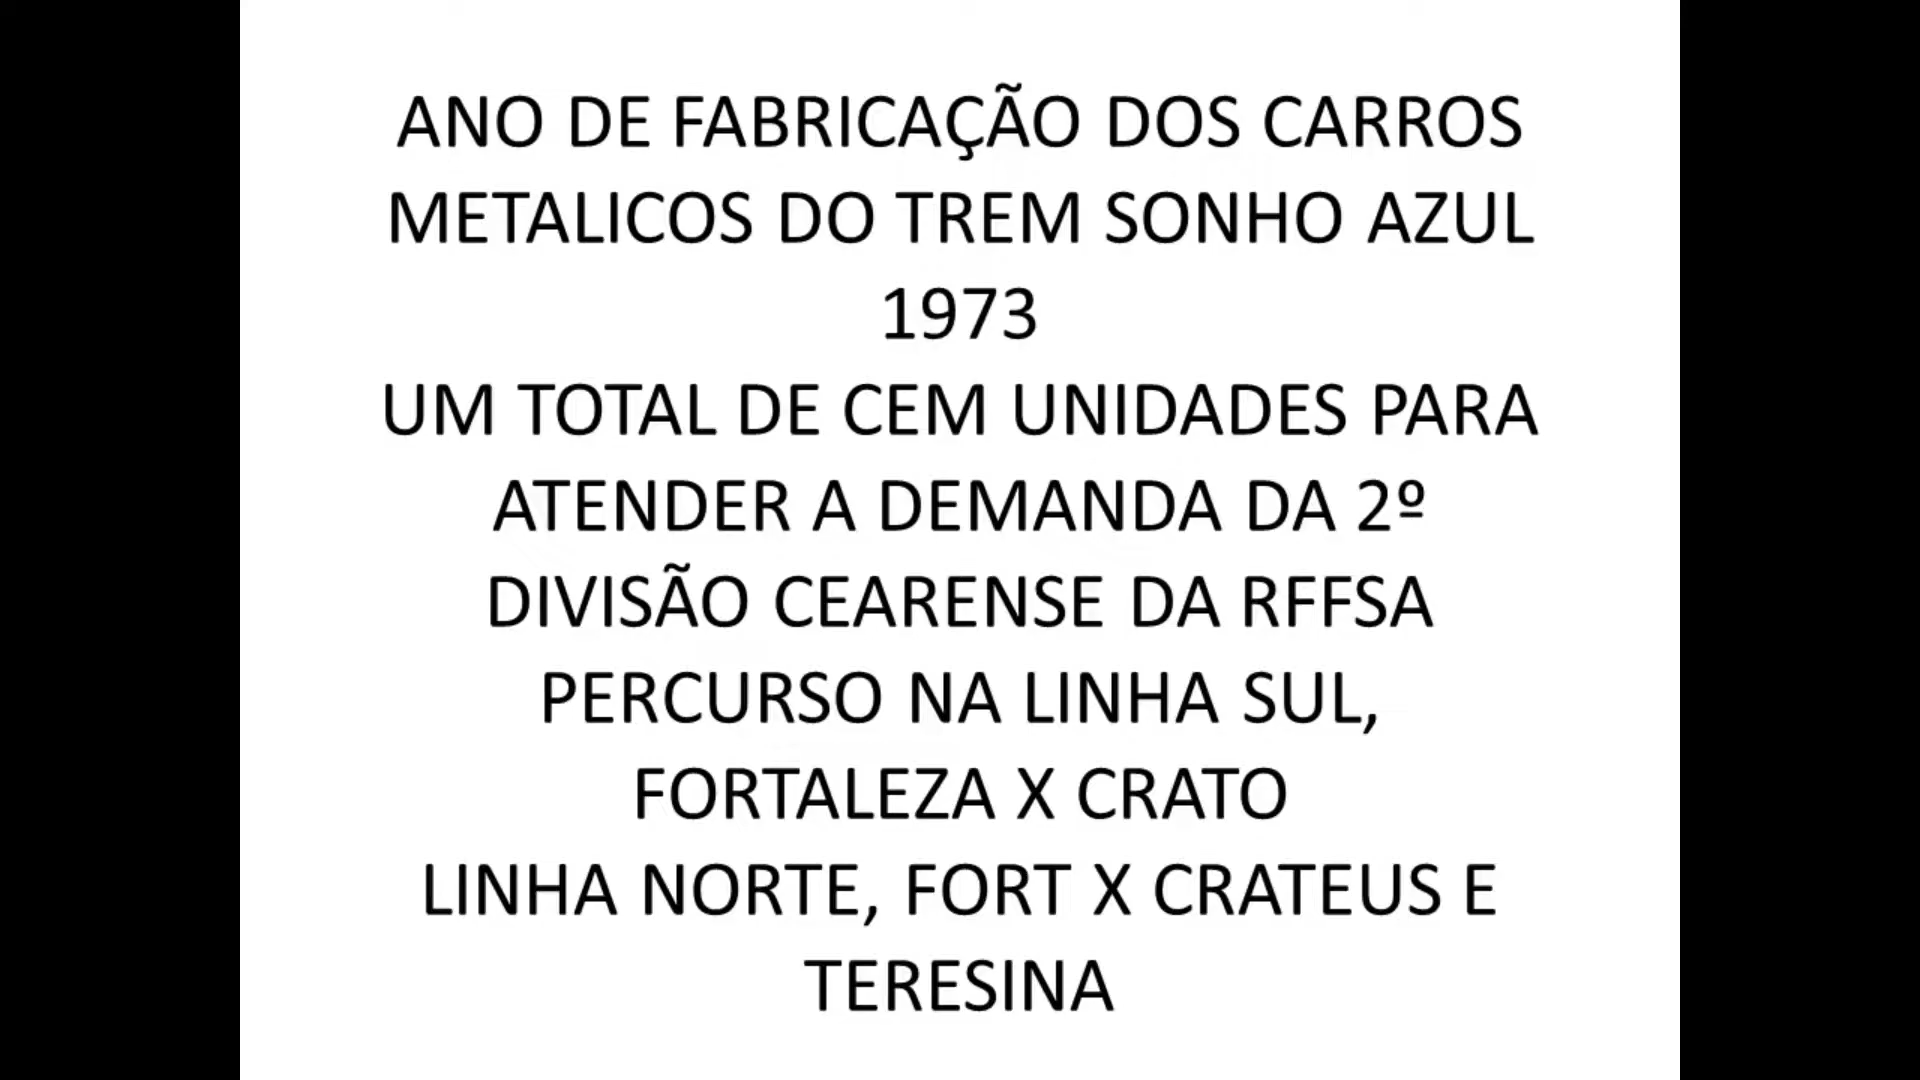 ANO DE FABRICAÇÃO DOS CARROS
METALICOS DO TREM SONHO AZUL
1973
UM TOTAL DE CEM UNIDADES PARA
ATENDER A DEMANDA DA 2º
DIVISÃO CEARENSE DA RFFSA
PERCURSO NA LINHA SUL,
FORTALEZA X CRATO
LINHA NORTE, FORT X CRATEUS E
TERESINA